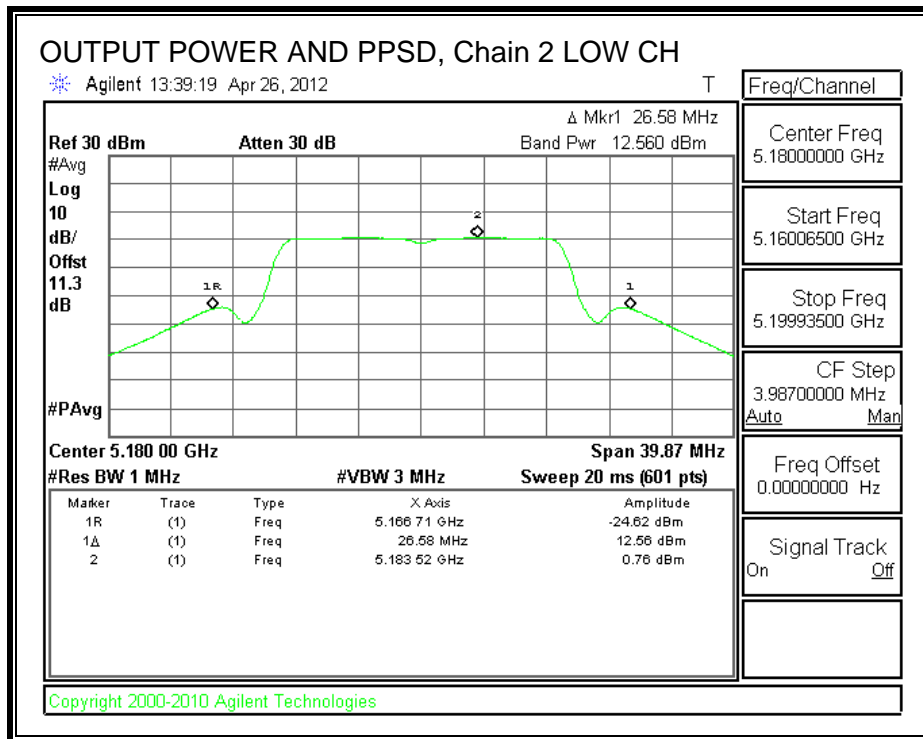 OUTPUT POWER AND PPSD, Chain 2 LOW CH
Agilent 13:39:19 Apr 26, 2012 T
Freq/Channel
Δ Mkr1 26.58 MHz
Ref 30 dBm Atten 30 dB Band Pwr 12.560 dBm
#Avg
Log
10
dB/
Offst
11.3
dB
#PAvg
2
1R
1
Center 5.180 00 GHz Span 39.87 MHz
#Res BW 1 MHz #VBW 3 MHz Sweep 20 ms (601 pts)
Marker Trace Type X Axis Amplitude
1R (1) Freq 5.166 71 GHz -24.62 dBm
1Δ (1) Freq 26.58 MHz 12.56 dBm
2 (1) Freq 5.183 52 GHz 0.76 dBm
Center Freq
5.18000000 GHz
Start Freq
5.16006500 GHz
Stop Freq
5.19993500 GHz
CF Step
3.98700000 MHz
Auto Man
Freq Offset
0.00000000 Hz
Signal Track
On Off
Copyright 2000-2010 Agilent Technologies